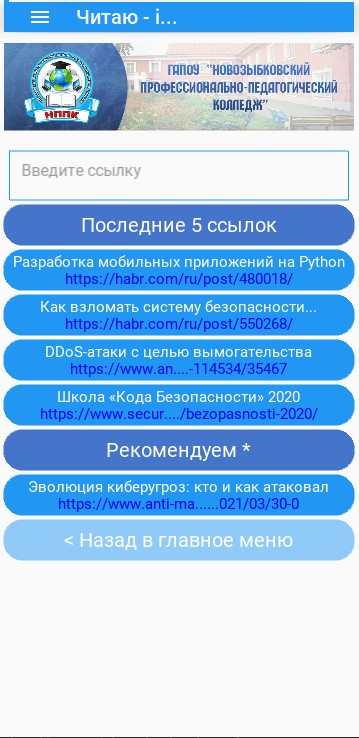 Читаю - i...
ГАПОУ "НОВОЗЫБКОВСКИЙ
ПРОФЕССИОНАЛЬНО-ПЕДАГОГИЧЕСКИЙ
КОЛЛЕДЖ"
НППК
Введите ссылку
Последние 5 ссылок
Разработка мобильных приложений на Python
https://habr.com/ru/post/480018/
Как взломать систему безопасности...
https://habr.com/ru/post/550268/
DDoS-атаки с целью вымогательства
https://www.an....-114534/35467
Школа «Кода Безопасности» 2020
https://www.secur..../bezopasnosti-2020/
Рекомендуем *
Эволюция киберугроз: кто и как атаковал
https://www.anti-ma......021/03/30-0
< Назад в главное меню